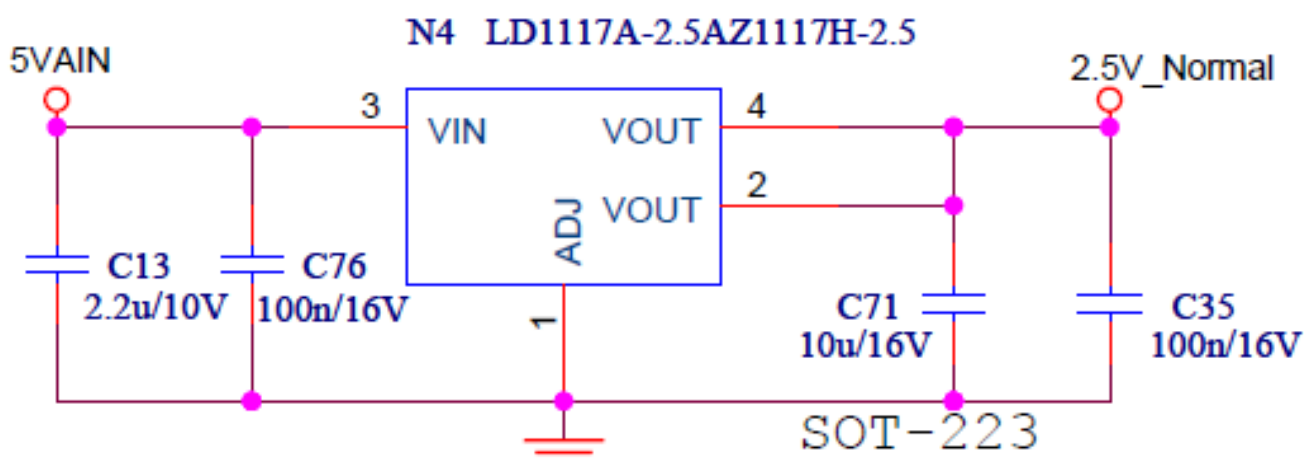 N4 LD1117A-2.5AZ1117H-2.5
5VAIN
2.5V_Normal
3
VIN
VOUT
4
VOUT
2
ADJ
1
C13
2.2u/10V
C76
100n/16V
C71
10u/16V
C35
100n/16V
SOT-223